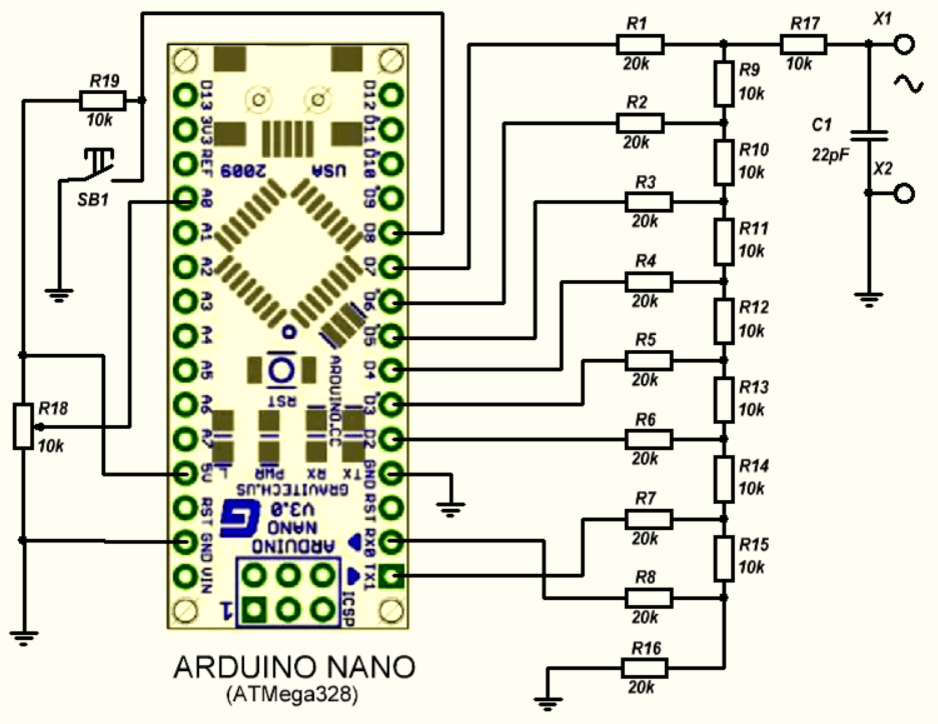 R19
10k
SB1
R18
10k
D13
3V3
REF
A0
A1
A2
A3
A4
A5
A6
A7
5V
RST
GND
VIN
2009
USA
RST
ARDUINO.CC
L
PWR
RX
TX
GRAVITECH.US
V3.0
NANO
ARDUINO
1
ICSP
D12
D11
D10
D9
D8
D7
D6
D5
D4
D3
D2
GND
RST
RX0
TX1
R1
20k
R2
20k
R3
20k
R4
20k
R5
20k
R6
20k
R7
20k
R8
20k
R16
20k
R9
10k
R10
10k
R11
10k
R12
10k
R13
10k
R14
10k
R15
10k
R17
10k
X1
C1
22pF
X2
ARDUINO NANO
(ATMega328)